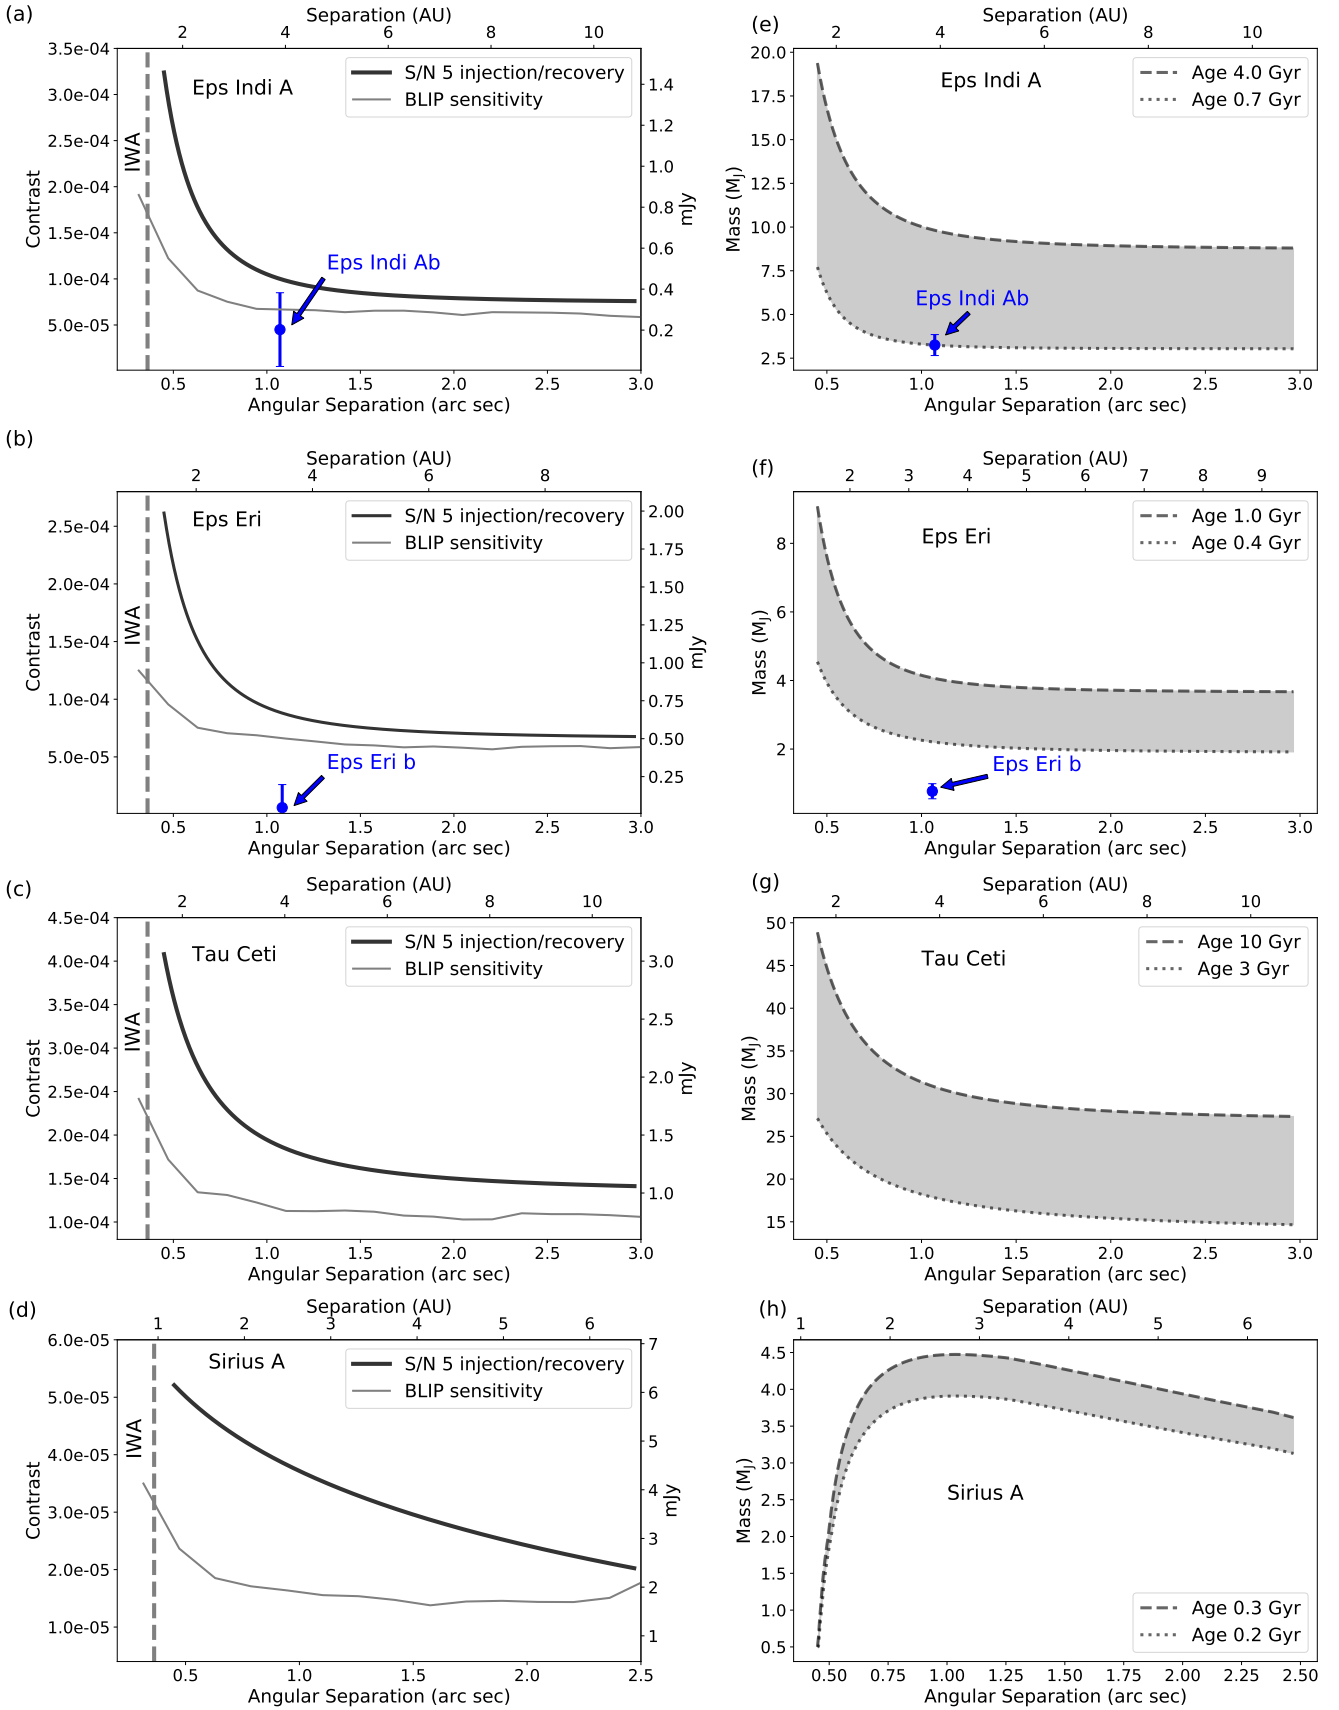 (a)
Separation (AU)
2 4 6 8 10
3.5e-04
3.0e-04
2.5e-04
2.0e-04
1.5e-04
1.0e-04
5.0e-05
Contrast
IWA
Eps Indi A
S/N 5 injection/recovery
BLIP sensitivity
Eps Indi Ab
1.4
1.2
1.0
0.8
0.6
0.4
0.2
mJy
0.5 1.0 1.5 2.0 2.5 3.0
Angular Separation (arc sec)
(e)
Separation (AU)
2 4 6 8 10
20.0
17.5
15.0
12.5
10.0
7.5
5.0
2.5
Mass (MJ)
Eps Indi A
Age 4.0 Gyr
Age 0.7 Gyr
Eps Indi Ab
0.5 1.0 1.5 2.0 2.5 3.0
Angular Separation (arc sec)
(b)
Separation (AU)
2 4 6 8
2.5e-04
2.0e-04
1.5e-04
1.0e-04
5.0e-05
Contrast
IWA
Eps Eri
S/N 5 injection/recovery
BLIP sensitivity
Eps Eri b
2.00
1.75
1.50
1.25
1.00
0.75
0.50
0.25
mJy
0.5 1.0 1.5 2.0 2.5 3.0
Angular Separation (arc sec)
(f)
Separation (AU)
2 3 4 5 6 7 8 9
8
6
4
2
Mass (MJ)
Eps Eri
Age 1.0 Gyr
Age 0.4 Gyr
Eps Eri b
0.5 1.0 1.5 2.0 2.5 3.0
Angular Separation (arc sec)
(c)
Separation (AU)
2 4 6 8 10
4.5e-04
4.0e-04
3.5e-04
3.0e-04
2.5e-04
2.0e-04
1.5e-04
1.0e-04
Contrast
IWA
Tau Ceti
S/N 5 injection/recovery
BLIP sensitivity
3.0
2.5
2.0
1.5
1.0
mJy
0.5 1.0 1.5 2.0 2.5 3.0
Angular Separation (arc sec)
(g)
Separation (AU)
2 4 6 8 10
50
45
40
35
30
25
20
15
Mass (MJ)
Tau Ceti
Age 10 Gyr
Age 3 Gyr
0.5 1.0 1.5 2.0 2.5 3.0
Angular Separation (arc sec)
(d)
Separation (AU)
1 2 3 4 5 6
6.0e-05
5.0e-05
4.0e-05
3.0e-05
2.0e-05
1.0e-05
Contrast
IWA
Sirius A
S/N 5 injection/recovery
BLIP sensitivity
7
6
5
4
3
2
1
mJy
0.5 1.0 1.5 2.0 2.5
Angular Separation (arc sec)
(h)
Separation (AU)
1 2 3 4 5 6
4.5
4.0
3.5
3.0
2.5
2.0
1.5
1.0
0.5
Mass (MJ)
Sirius A
Age 0.3 Gyr
Age 0.2 Gyr
0.50 0.75 1.00 1.25 1.50 1.75 2.00 2.25 2.50
Angular Separation (arc sec)